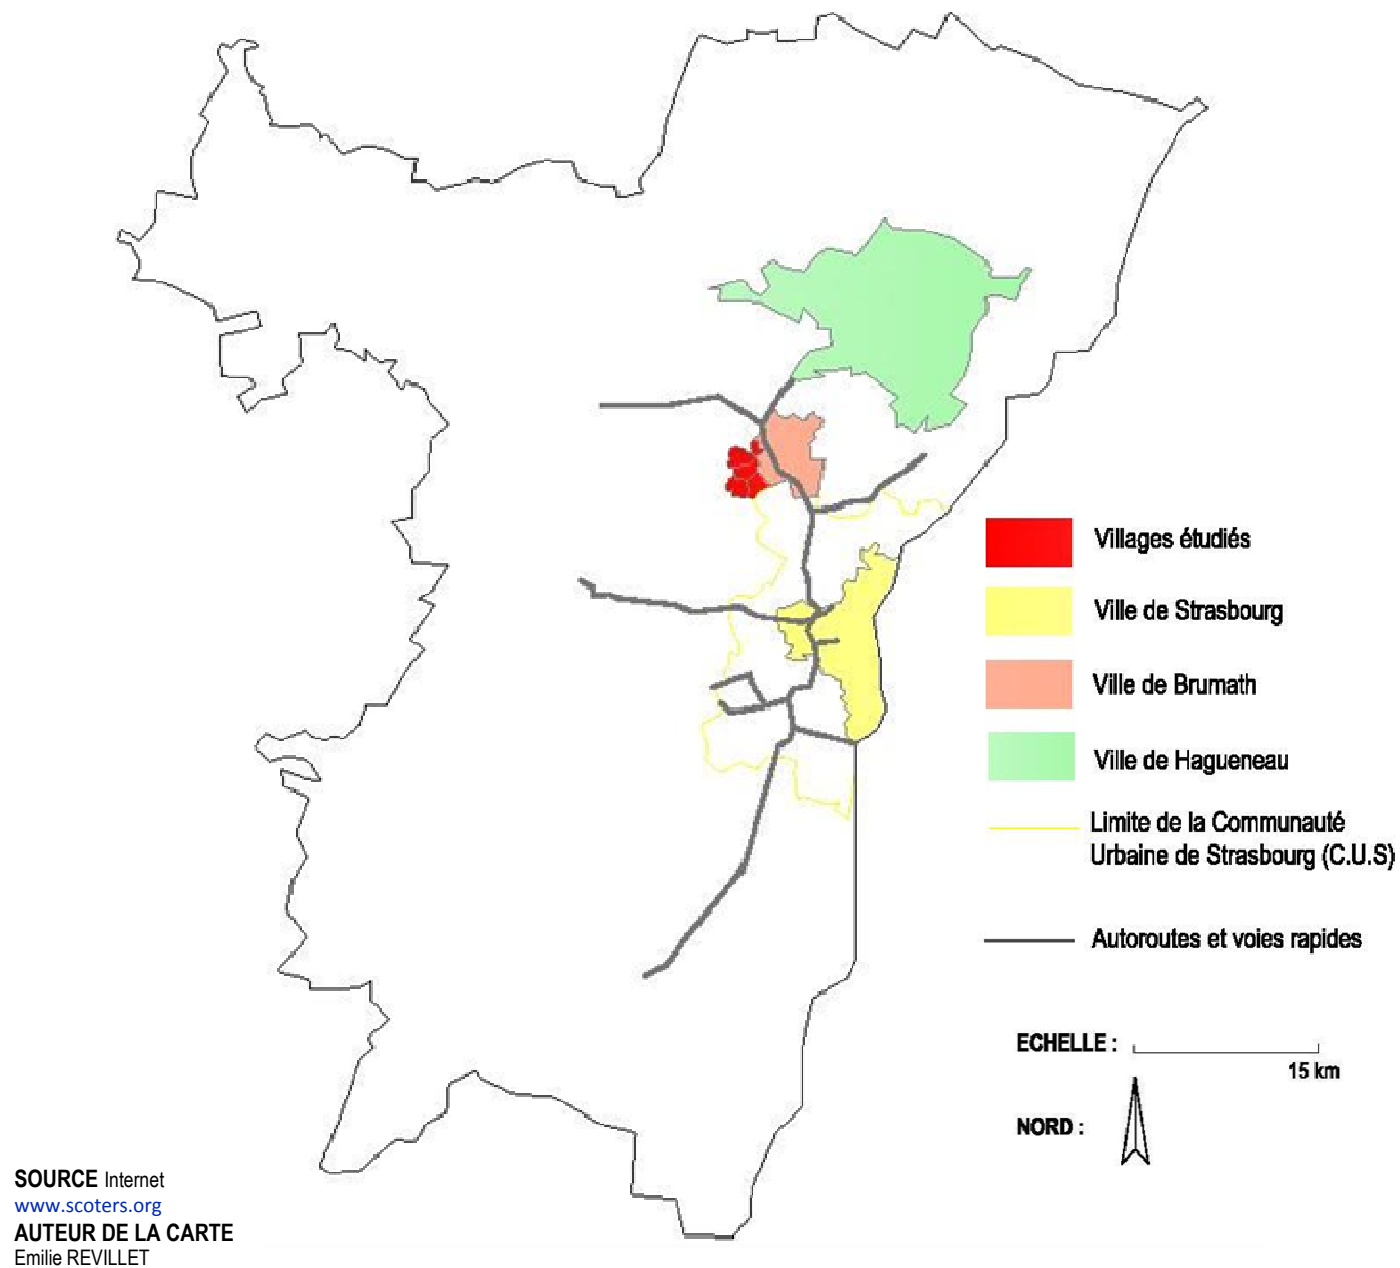 Villages étudiés
Ville de Strasbourg
Ville de Brumath
Ville de Hagueneau
Limite de la Communauté
Urbaine de Strasbourg (C.U.S)
Autoroutes et voies rapides
ECHELLE :
15 km
NORD :
SOURCE Internet
www.scoters.org
AUTEUR DE LA CARTE
Emilie REVILLET